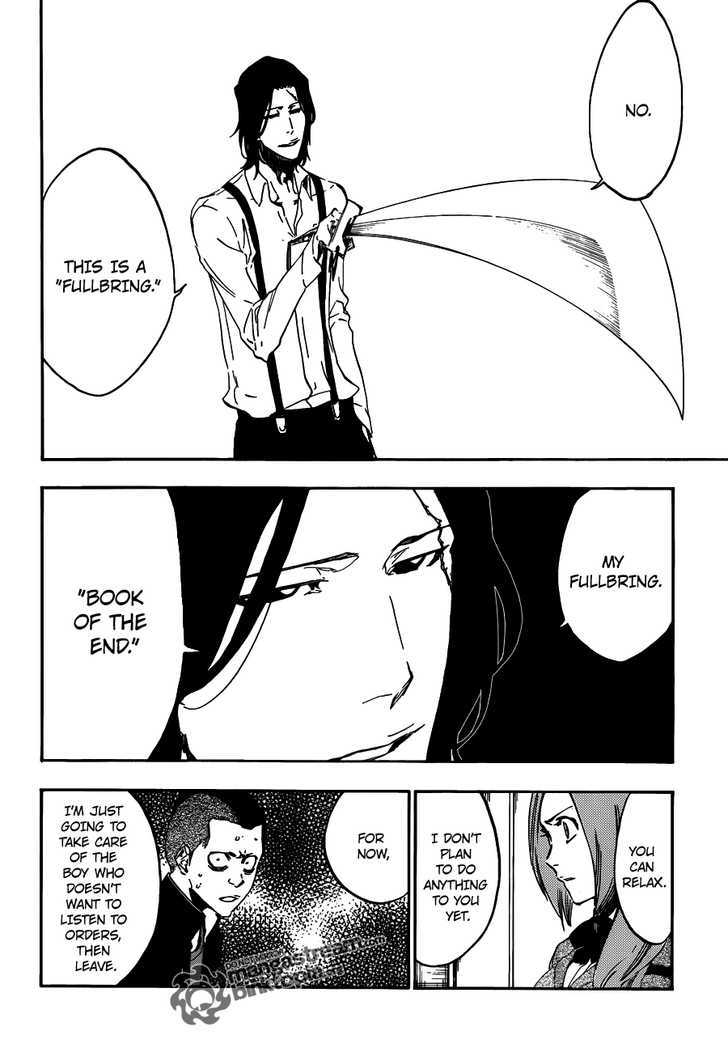 NO.
THIS IS A
"FULLBRING."
MY
FULLBRING.
"BOOK
OF THE
END."
YOU
CAN
RELAX.
I DON'T
PLAN
TO DO
ANYTHING
TO YOU
YET.
FOR
NOW,
I'M JUST
GOING TO
TAKE CARE
OF THE
BOY WHO
DOESN'T
WANT TO
LISTEN TO
ORDERS,
THEN
LEAVE.
mangastream.com